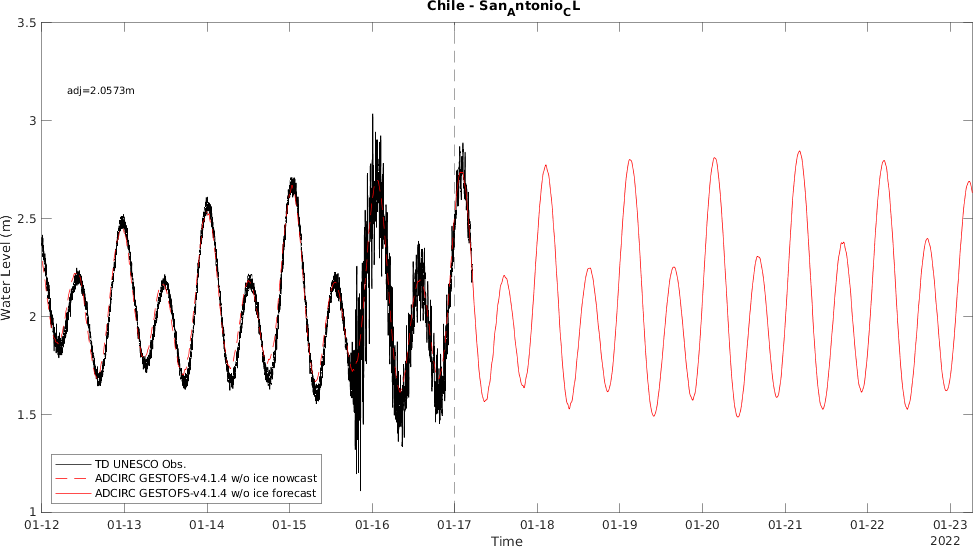 Chile - SanAntonioCL
3.5
adj=2.0573m
3
2.5
Water Level (m)
2
1.5
TD UNESCO Obs.
ADCIRC GESTOFS-v4.1.4 w/o ice nowcast
ADCIRC GESTOFS-v4.1.4 w/o ice forecast
1
01-12 01-13 01-14 01-15 01-16 01-17 01-18 01-19 01-20 01-21 01-22 01-23
Time 2022